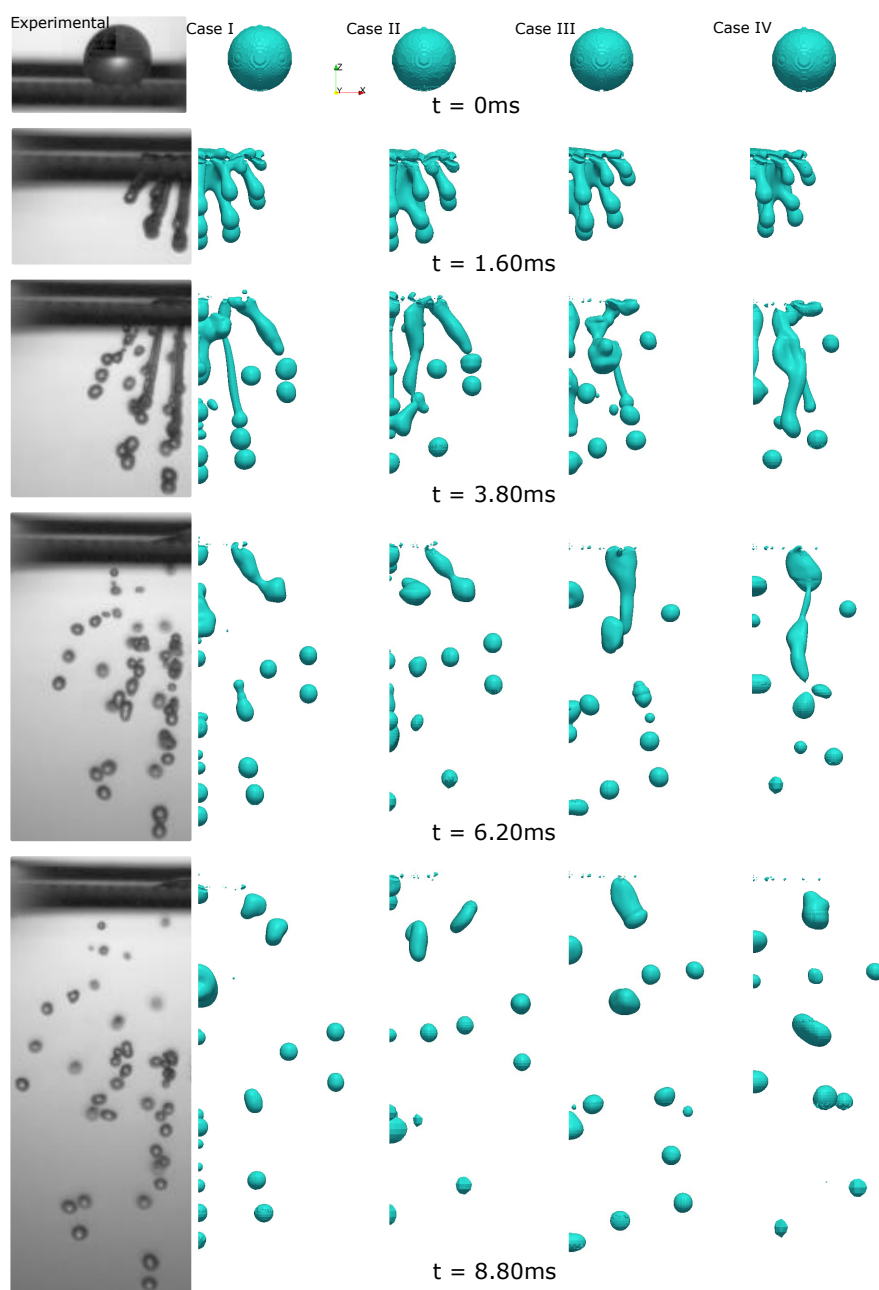 Experimental
Case I
Case II
Case III
Case IV
Z
Y
X
t = 0ms
t = 1.60ms
t = 3.80ms
t = 6.20ms
t = 8.80ms